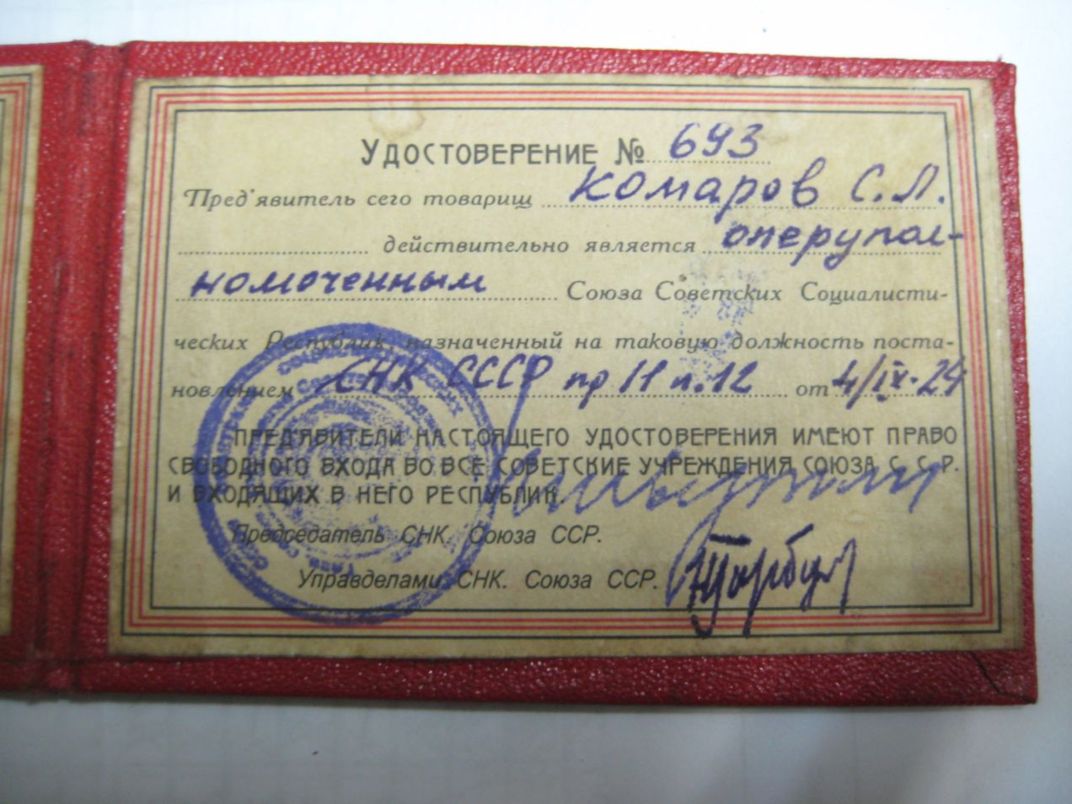 Удостоверение № 693
Пред'явитель сего товарищ Комаров С.Л.
действительно является оперупол-
номоченным Союза Советских Социалисти-
ческих Республик, назначенный на таковую должность поста-
новлением СНК СССР пр 11 п. 12 от 4/IX-24
ПРЕДЯВИТЕЛИ НАСТОЯЩЕГО УДОСТОВЕРЕНИЯ ИМЕЮТ ПРАВО
СВОБОДНОГО ВХОДА ВО ВСЕ СОВЕТСКИЕ УЧРЕЖДЕНИЯ СОЮЗА С. С. Р.
И ВХОДЯЩИХ В НЕГО РЕСПУБЛИК.
Председатель СНК. Союза ССР.
Управделами СНК. Союза ССР.